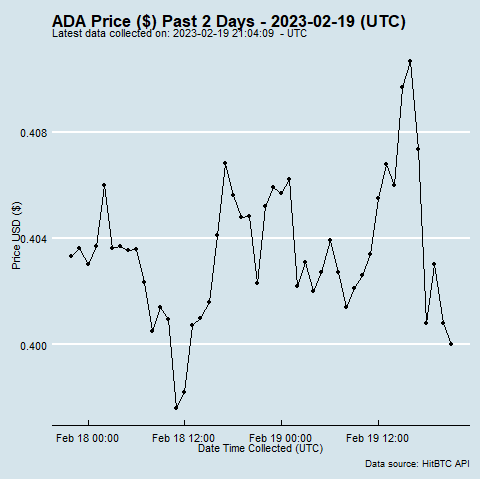 ADA Price ($) Past 2 Days - 2023-02-19 (UTC)
Latest data collected on: 2023-02-19 21:04:09 - UTC
0.408
0.404
0.400
Price USD ($)
Feb 18 00:00
Feb 18 12:00
Feb 19 00:00
Feb 19 12:00
Date Time Collected (UTC)
Data source: HitBTC API